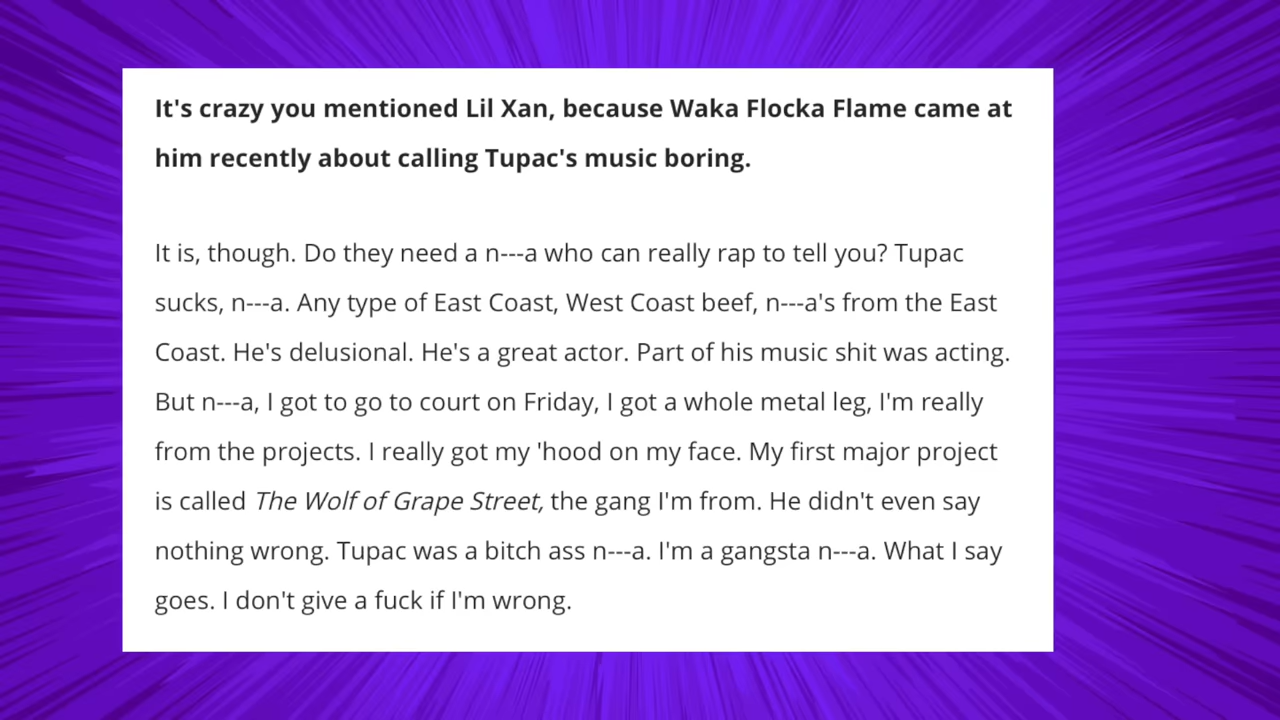 It's crazy you mentioned Lil Xan, because Waka Flocka Flame came at
him recently about calling Tupac's music boring.
It is, though. Do they need a n---a who can really rap to tell you? Tupac
sucks, n---a. Any type of East Coast, West Coast beef, n---a's from the East
Coast. He's delusional. He's a great actor. Part of his music shit was acting.
But n---a, I got to go to court on Friday, I got a whole metal leg, I'm really
from the projects. I really got my 'hood on my face. My first major project
is called The Wolf of Grape Street, the gang I'm from. He didn't even say
nothing wrong. Tupac was a bitch ass n---a. I'm a gangsta n---a. What I say
goes. I don't give a fuck if I'm wrong.